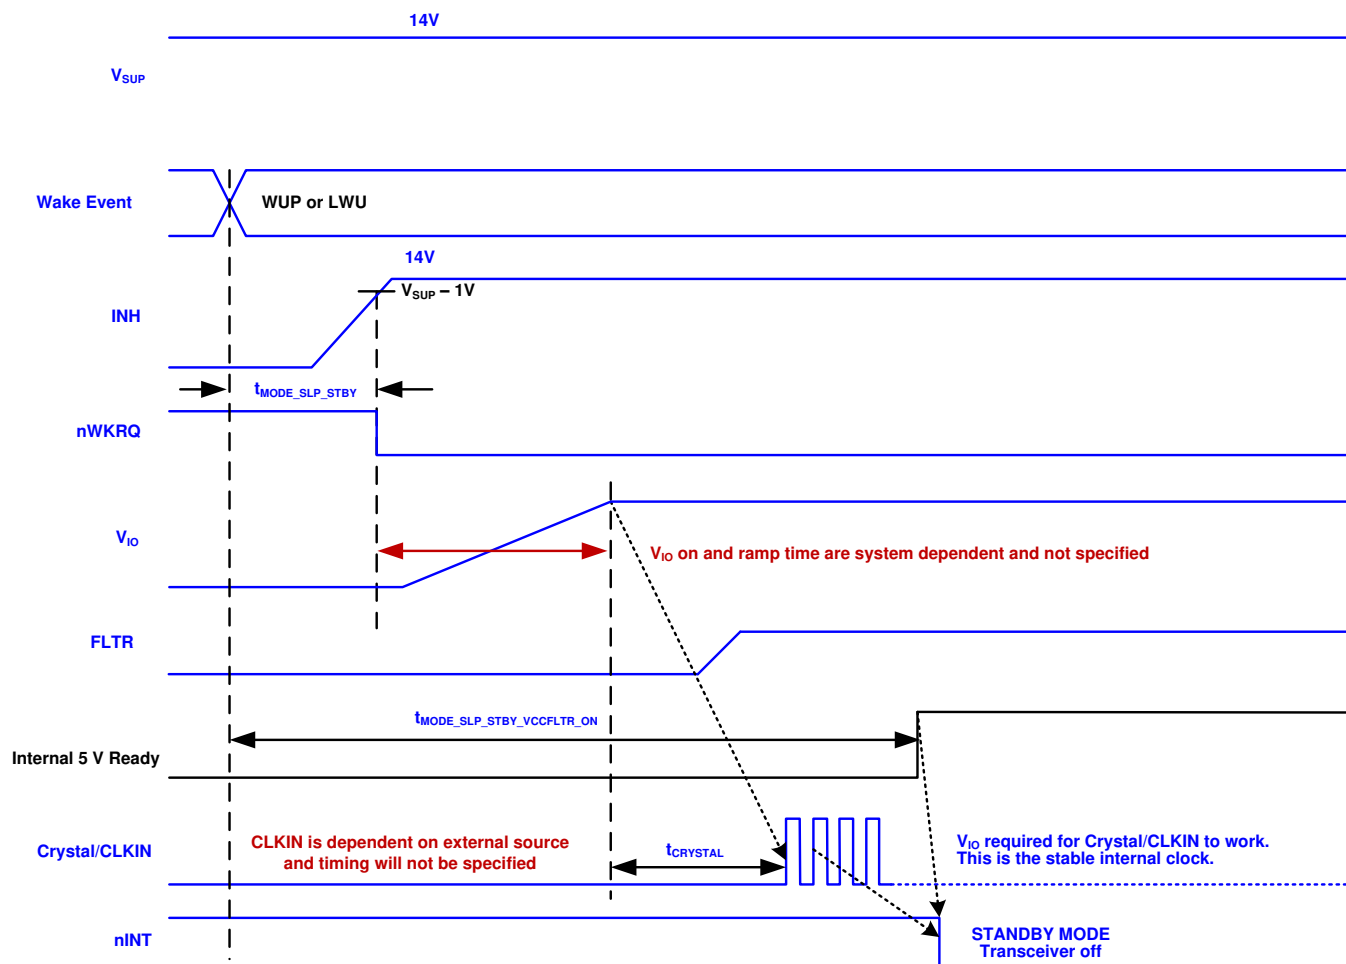 14V
VSUP
Wake Event
WUP or LWU
14V
VSUP – 1V
INH
tMODE_SLP_STBY
nWKRQ
VIO
VIO on and ramp time are system dependent and not specified
FLTR
tMODE_SLP_STBY_VCCFLTR_ON
Internal 5 V Ready
CLKIN is dependent on external source
and timing will not be specified
tCRYSTAL
Crystal/CLKIN
VIO required for Crystal/CLKIN to work.
This is the stable internal clock.
nINT
STANDBY MODE
Transceiver off